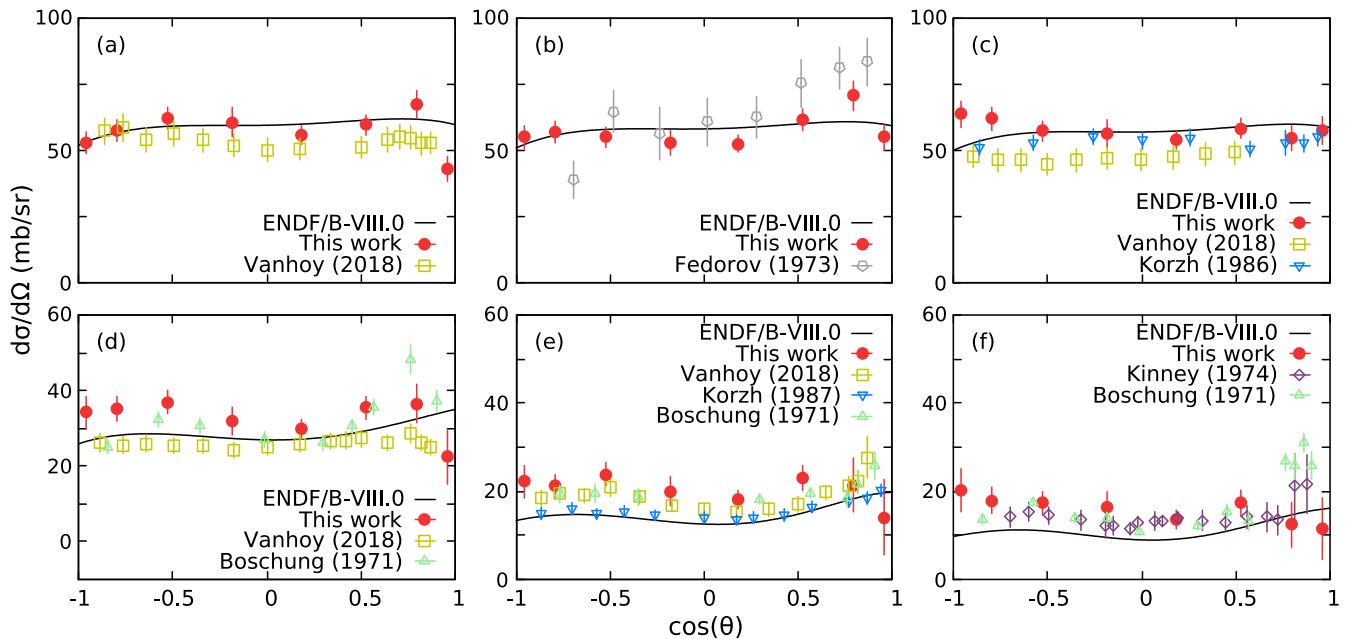 100
(a)
(b)
(c)
100
100
50
50
50
ENDF/B-VIII.0
This work
Vanhoy (2018)
ENDF/B-VIII.0
This work
Fedorov (1973)
ENDF/B-VIII.0
This work
Vanhoy (2018)
Korzh (1986)
0
0
0
dσ/dΩ (mb/sr)
60
40
20
0
(d)
ENDF/B-VIII.0
This work
Vanhoy (2018)
Boschung (1971)
60
40
20
0
(e)
ENDF/B-VIII.0
This work
Vanhoy (2018)
Korzh (1987)
Boschung (1971)
60
40
20
0
(f)
ENDF/B-VIII.0
This work
Kinney (1974)
Boschung (1971)
-1 -0.5 0 0.5 1
-1 -0.5 0 0.5 1
-1 -0.5 0 0.5 1
cos(θ)